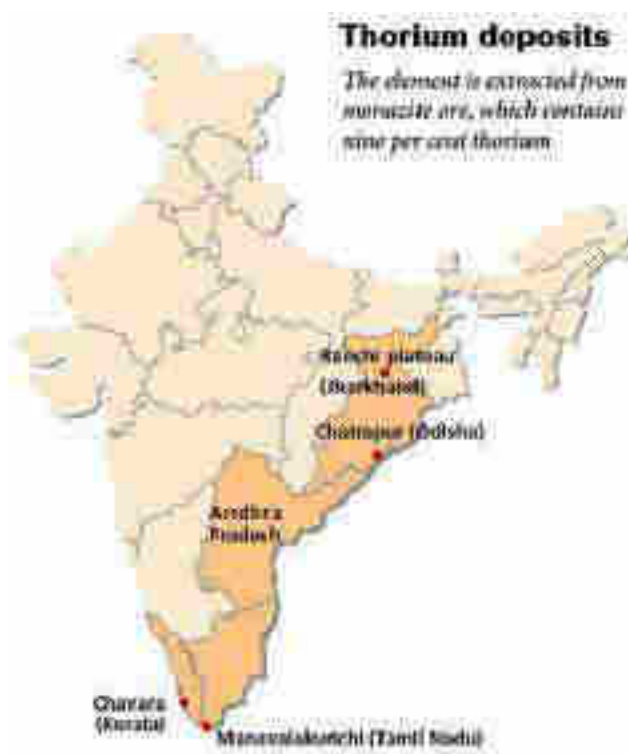 Thorium deposits
The element is extracted from
monazite ore, which contains
nine per cent thorium
Ranchi plateau
(Jharkhand)
Chatrapur (Odisha)
Andhra
Pradesh
Chavara
(Kerala)
Manavalakurichi (Tamil Nadu)